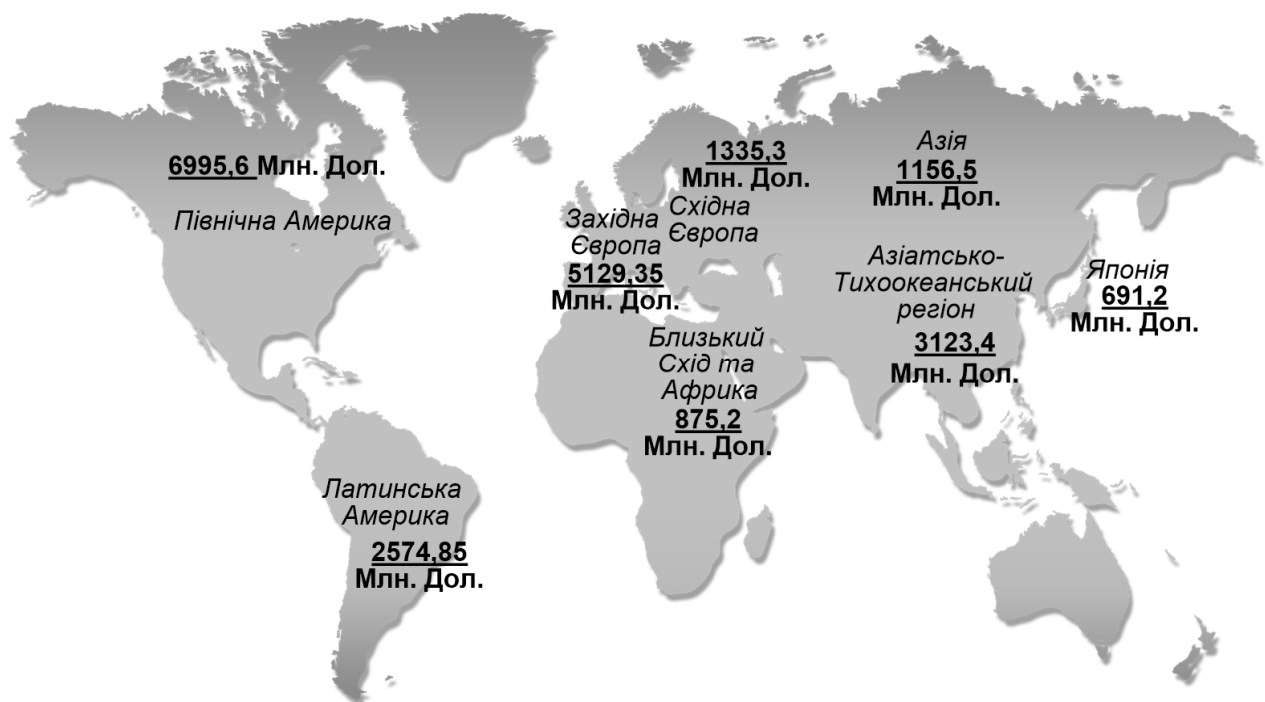 6995,6 Млн. Дол.
Північна Америка
1335,3
Млн. Дол.
Східна
Європа
Західна
Європа
5129,35
Млн. Дол.
Азія
1156,5
Млн. Дол.
Азіатсько-
Тихоокеанський
регіон
3123,4
Млн. Дол.
Японія
691,2
Млн. Дол.
Близький
Схід та
Африка
875,2
Млн. Дол.
Латинська
Америка
2574,85
Млн. Дол.